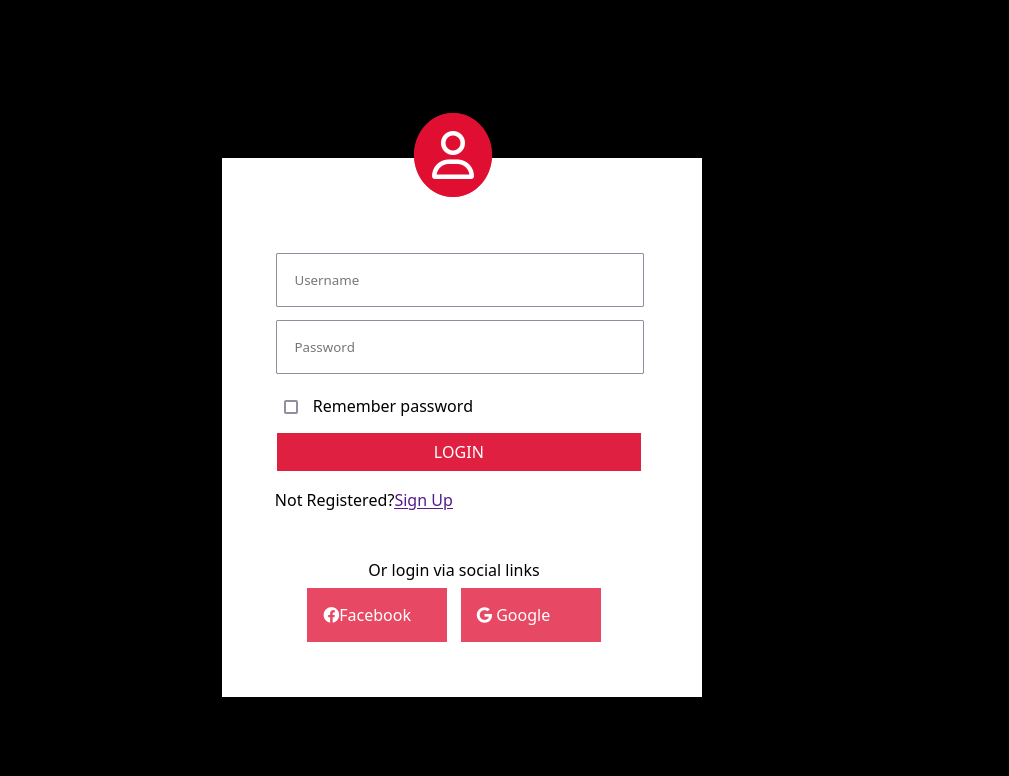 Username
Password
Remember password
LOGIN
Not Registered?Sign Up
Or login via social links
Facebook Google